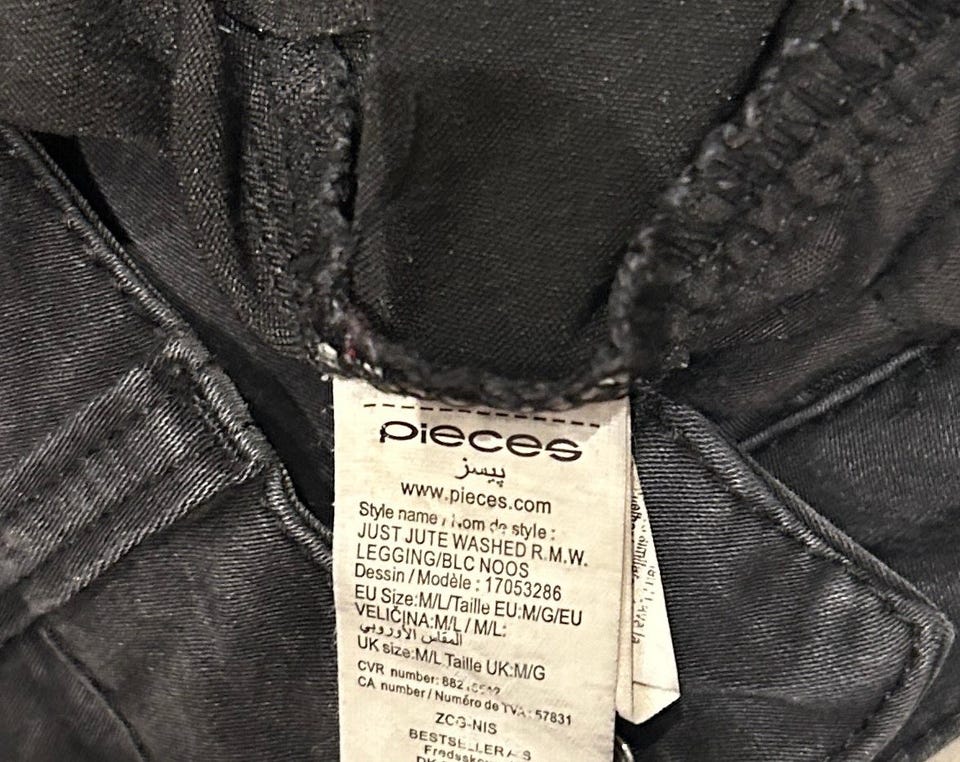 pieces
پيسز
www.pieces.com
Style name / Nom de style :
JUST JUTE WASHED R.M.W.
LEGGING/BLC NOOS
Dessin / Modèle : 17053286
EU Size:M/L/Taille EU:M/G/EU
VELIČINA:M/L / M/L:
المقاس الأوروبي
UK size:M/L Taille UK:M/G
CVR number:
CA number / Numéro de TVA : 57831
ZCG-NIS
BESTSELLER A/S